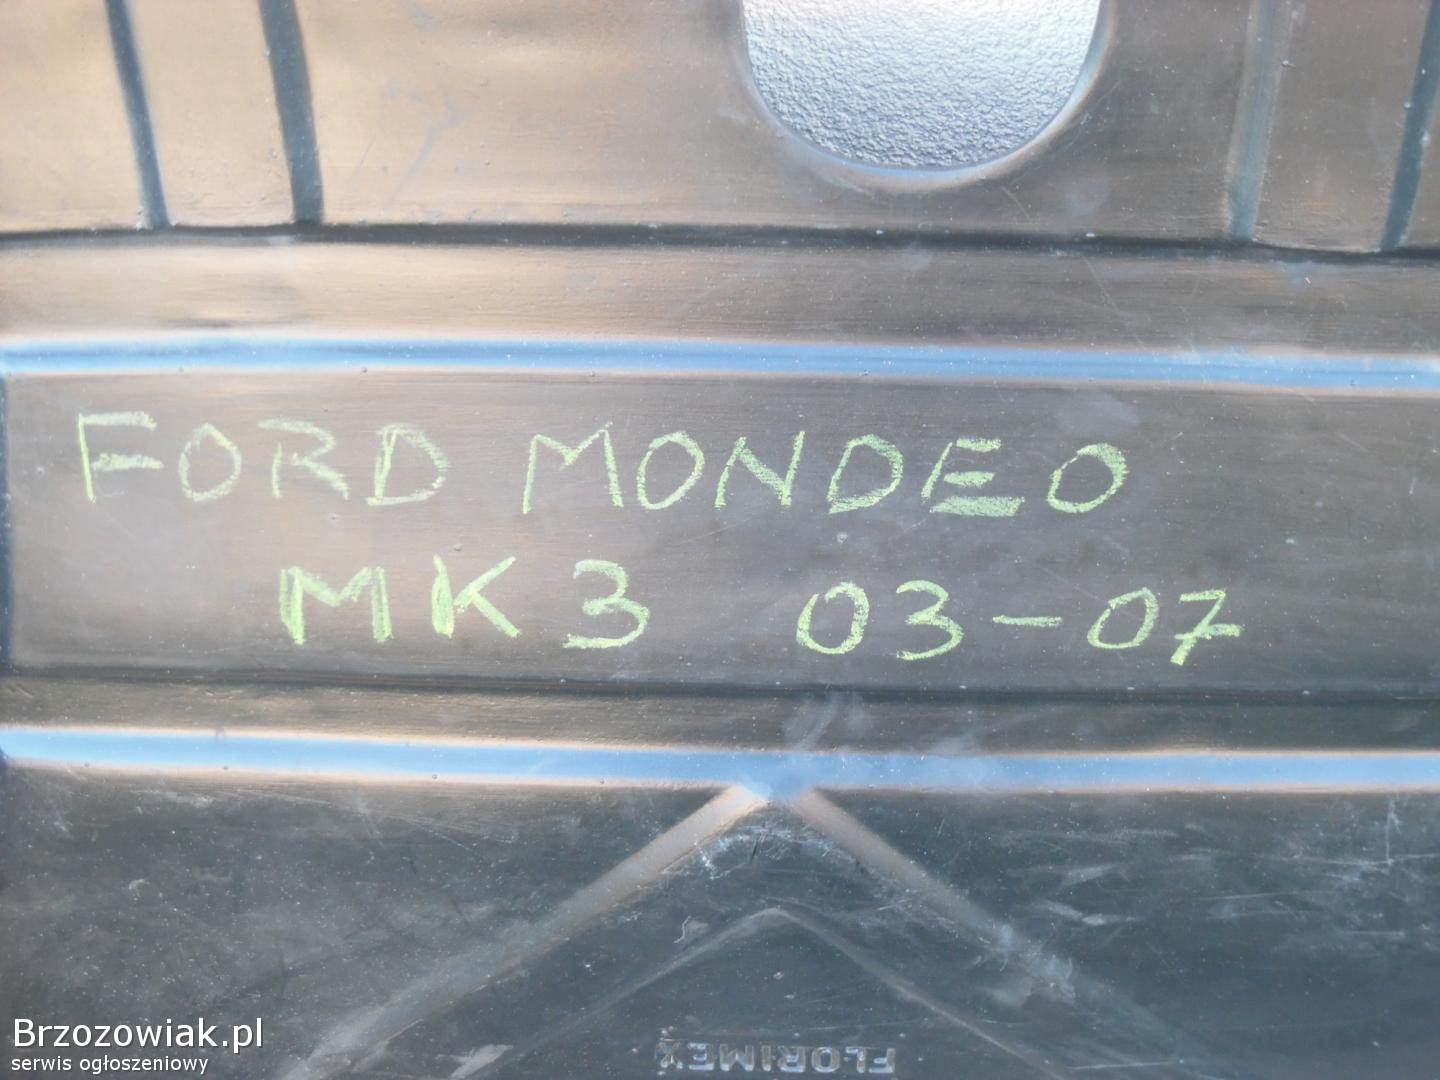 FORD MONDEO
MK3 03-07
FLORIMEX
Brzozowiak.pl
serwis ogłoszeniowy